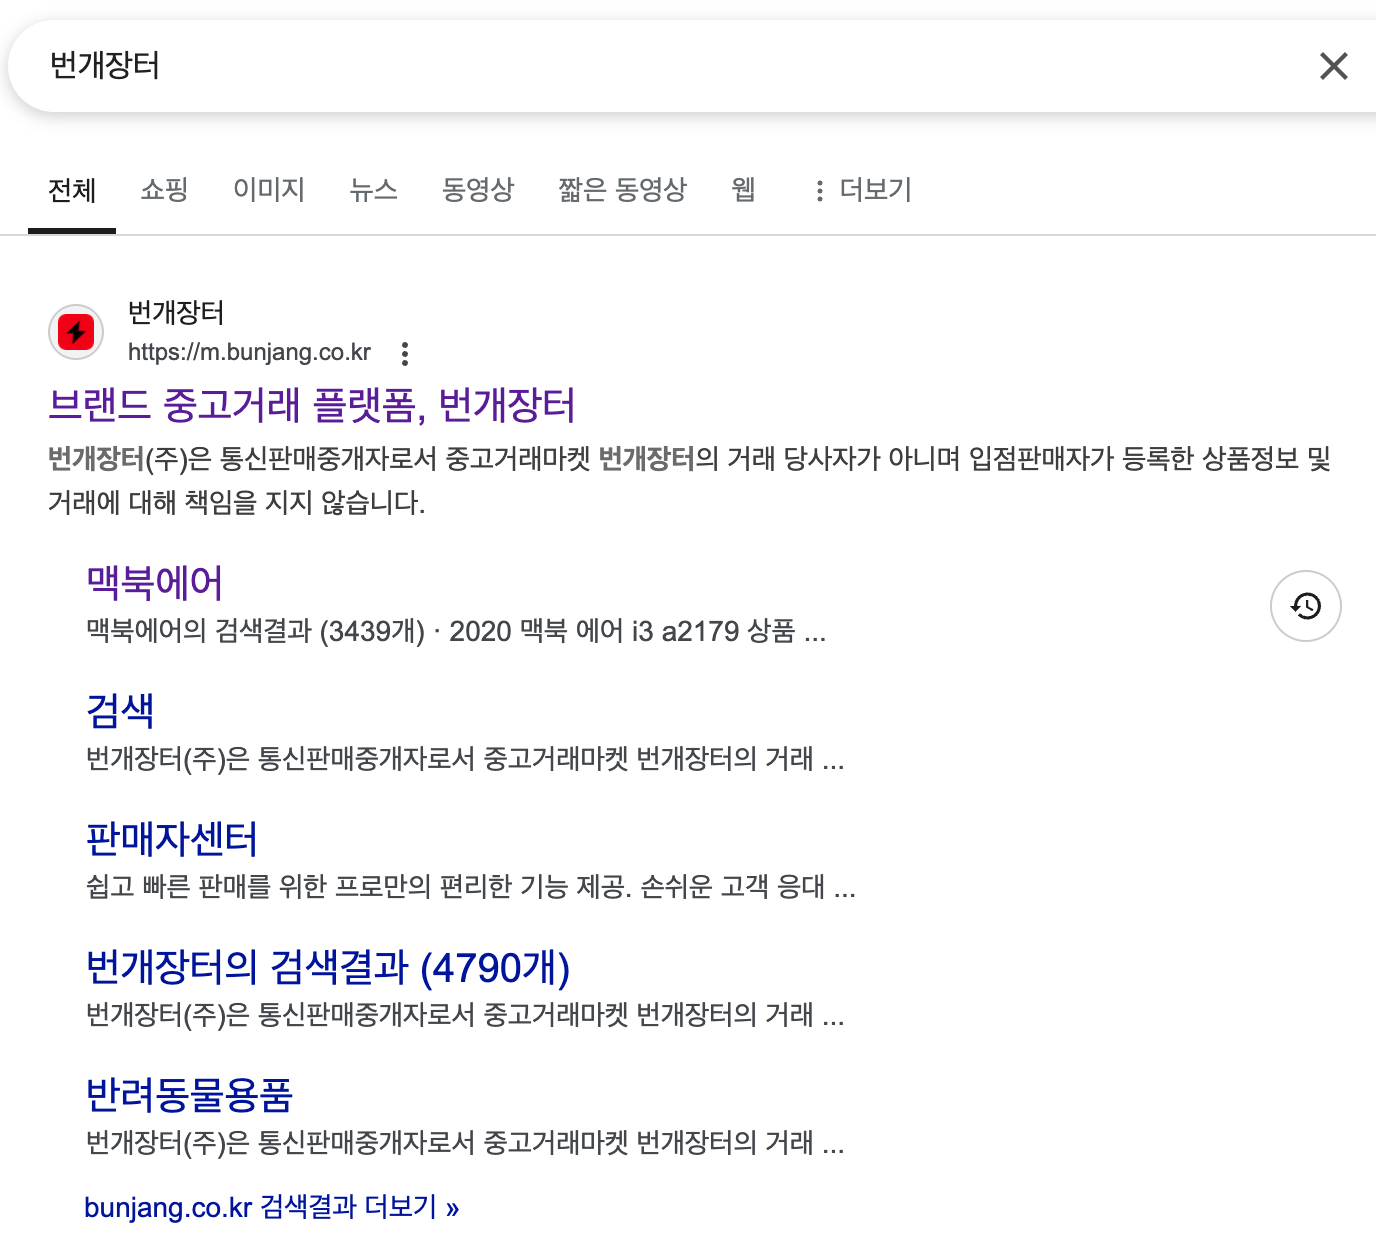 번개장터
전체 쇼핑 이미지 뉴스 동영상 짧은 동영상 웹 더보기
번개장터
https://m.bunjang.co.kr
브랜드 중고거래 플랫폼, 번개장터
번개장터(주)은 통신판매중개자로서 중고거래마켓 번개장터의 거래 당사자가 아니며 입점판매자가 등록한 상품정보 및
거래에 대해 책임을 지지 않습니다.
맥북에어
맥북에어의 검색결과 (3439개) · 2020 맥북 에어 i3 a2179 상품 ...
검색
번개장터(주)은 통신판매중개자로서 중고거래마켓 번개장터의 거래 ...
판매자센터
쉽고 빠른 판매를 위한 프로만의 편리한 기능 제공. 손쉬운 고객 응대 ...
번개장터의 검색결과 (4790개)
번개장터(주)은 통신판매중개자로서 중고거래마켓 번개장터의 거래 ...
반려동물용품
번개장터(주)은 통신판매중개자로서 중고거래마켓 번개장터의 거래 ...
bunjang.co.kr 검색결과 더보기 »